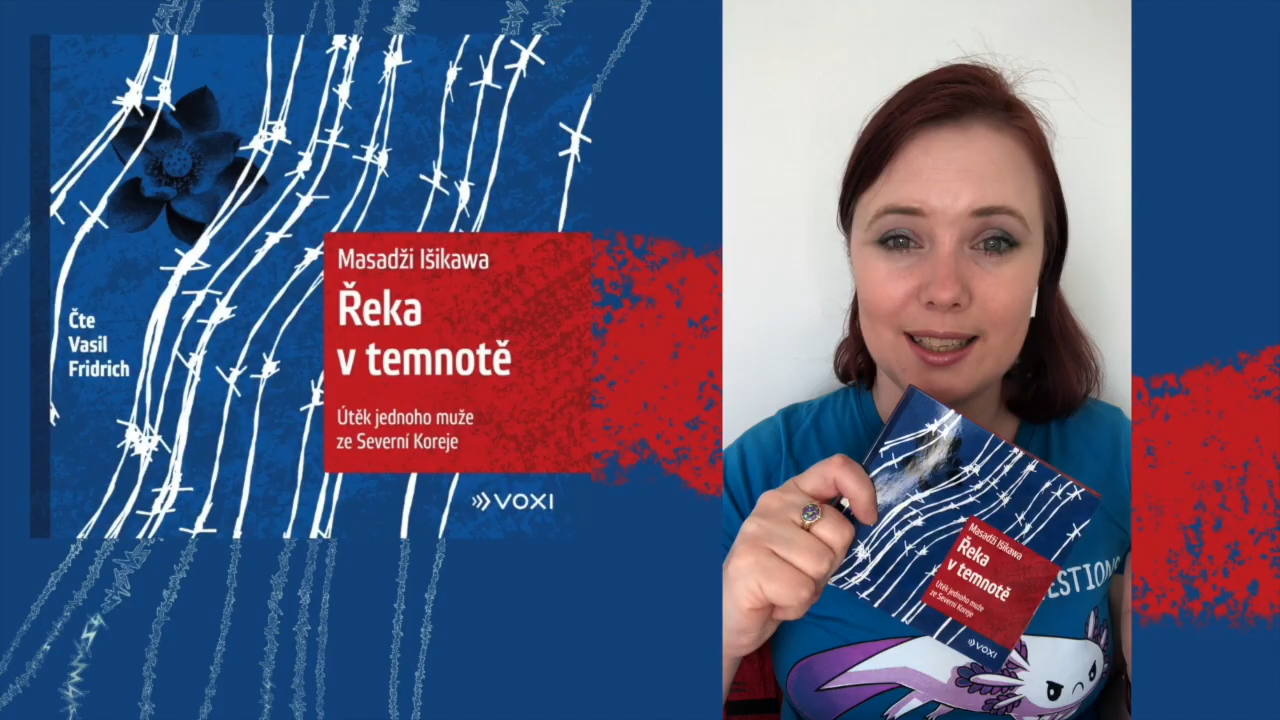 Masadži Išikawa
Řeka
v temnotě
Útěk jednoho muže
ze Severní Koreje
Čte
Vasil
Fridrich
VOXI
Masadži Išikawa
Řeka
v temnotě
Útěk jednoho muže
ze Severní Koreje
VOXI